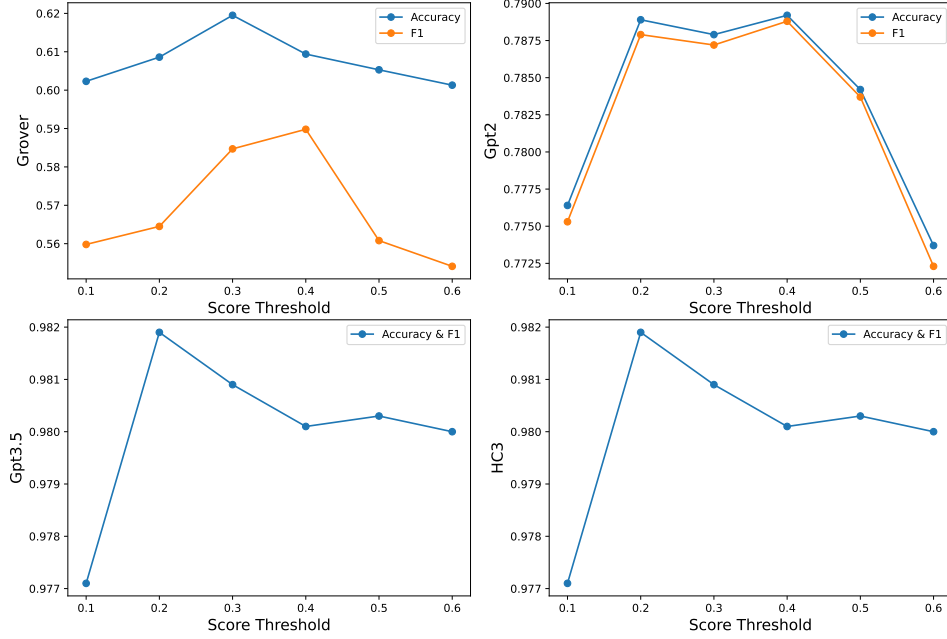 Grover
0.62
0.61
0.60
0.59
0.58
0.57
0.56
Accuracy
F1
0.1 0.2 0.3 0.4 0.5 0.6
Score Threshold
Gpt2
0.7900
0.7875
0.7850
0.7825
0.7800
0.7775
0.7750
0.7725
Accuracy
F1
0.1 0.2 0.3 0.4 0.5 0.6
Score Threshold
Gpt3.5
0.982
0.981
0.980
0.979
0.978
0.977
Accuracy & F1
0.1 0.2 0.3 0.4 0.5 0.6
Score Threshold
HC3
0.982
0.981
0.980
0.979
0.978
0.977
Accuracy & F1
0.1 0.2 0.3 0.4 0.5 0.6
Score Threshold